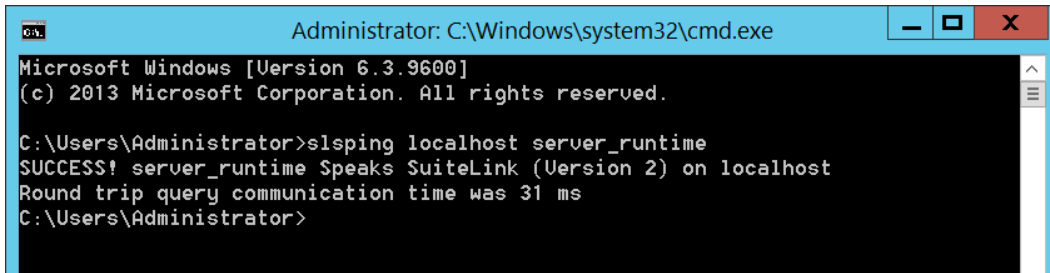 Administrator: C:\Windows\system32\cmd.exe
Microsoft Windows [Version 6.3.9600]
(c) 2013 Microsoft Corporation. All rights reserved.
C:\Users\Administrator>slsping localhost server_runtime
SUCCESS! server_runtime Speaks SuiteLink (Version 2) on localhost
Round trip query communication time was 31 ms
C:\Users\Administrator>